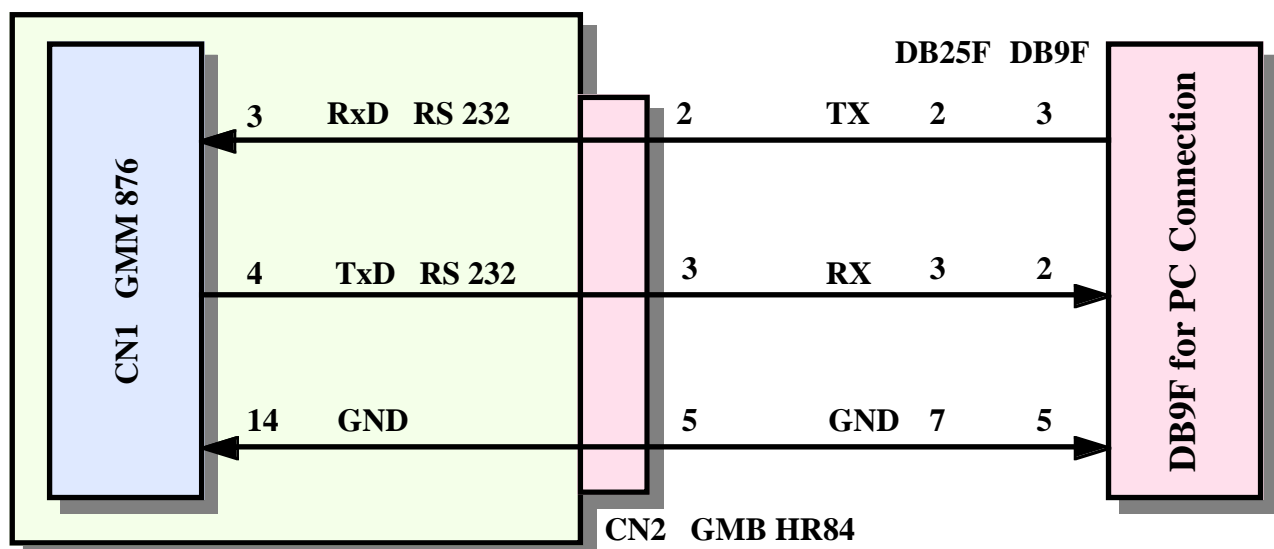 DB25F DB9F
3 RxD RS 232 2 TX 2 3
4 TxD RS 232 3 RX 3 2
14 GND 5 GND 7 5
CN1 GMM 876
DB9F for PC Connection
CN2 GMB HR84